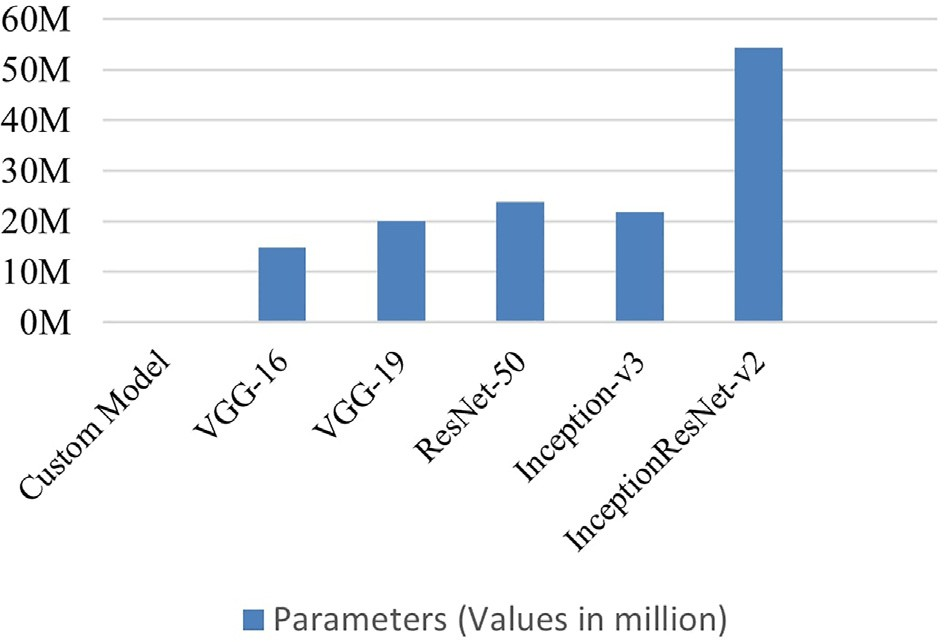 60M
50M
40M
30M
20M
10M
0M
Custom Model
VGG-16
VGG-19
ResNet-50
Inception-v3
InceptionResNet-v2
Parameters (Values in million)